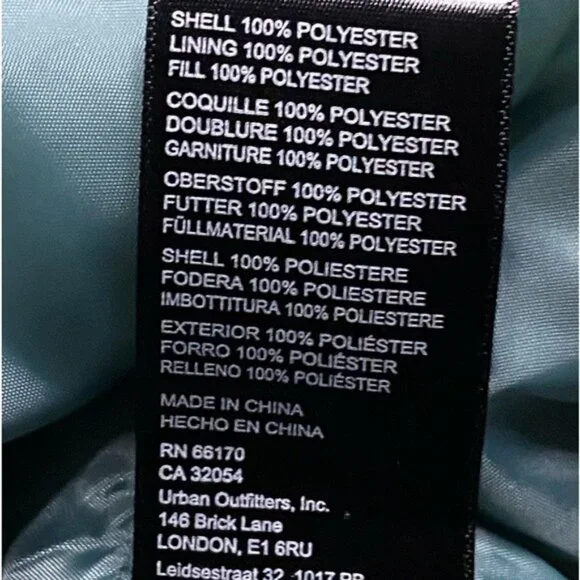 SHELL 100% POLYESTER
LINING 100% POLYESTER
FILL 100% POLYESTER
COQUILLE 100% POLYESTER
DOUBLURE 100% POLYESTER
GARNITURE 100% POLYESTER
OBERSTOFF 100% POLYESTER
FUTTER 100% POLYESTER
FÜLLMATERIAL 100% POLYESTER
SHELL 100% POLIESTERE
FODERA 100% POLIESTERE
IMBOTTITURA 100% POLIESTERE
EXTERIOR 100% POLIÉSTER
FORRO 100% POLIÉSTER
RELLENO 100% POLIÉSTER
MADE IN CHINA
HECHO EN CHINA
RN 66170
CA 32054
Urban Outfitters, Inc.
146 Brick Lane
LONDON, E1 6RU
Leidsestraat 32, 1017